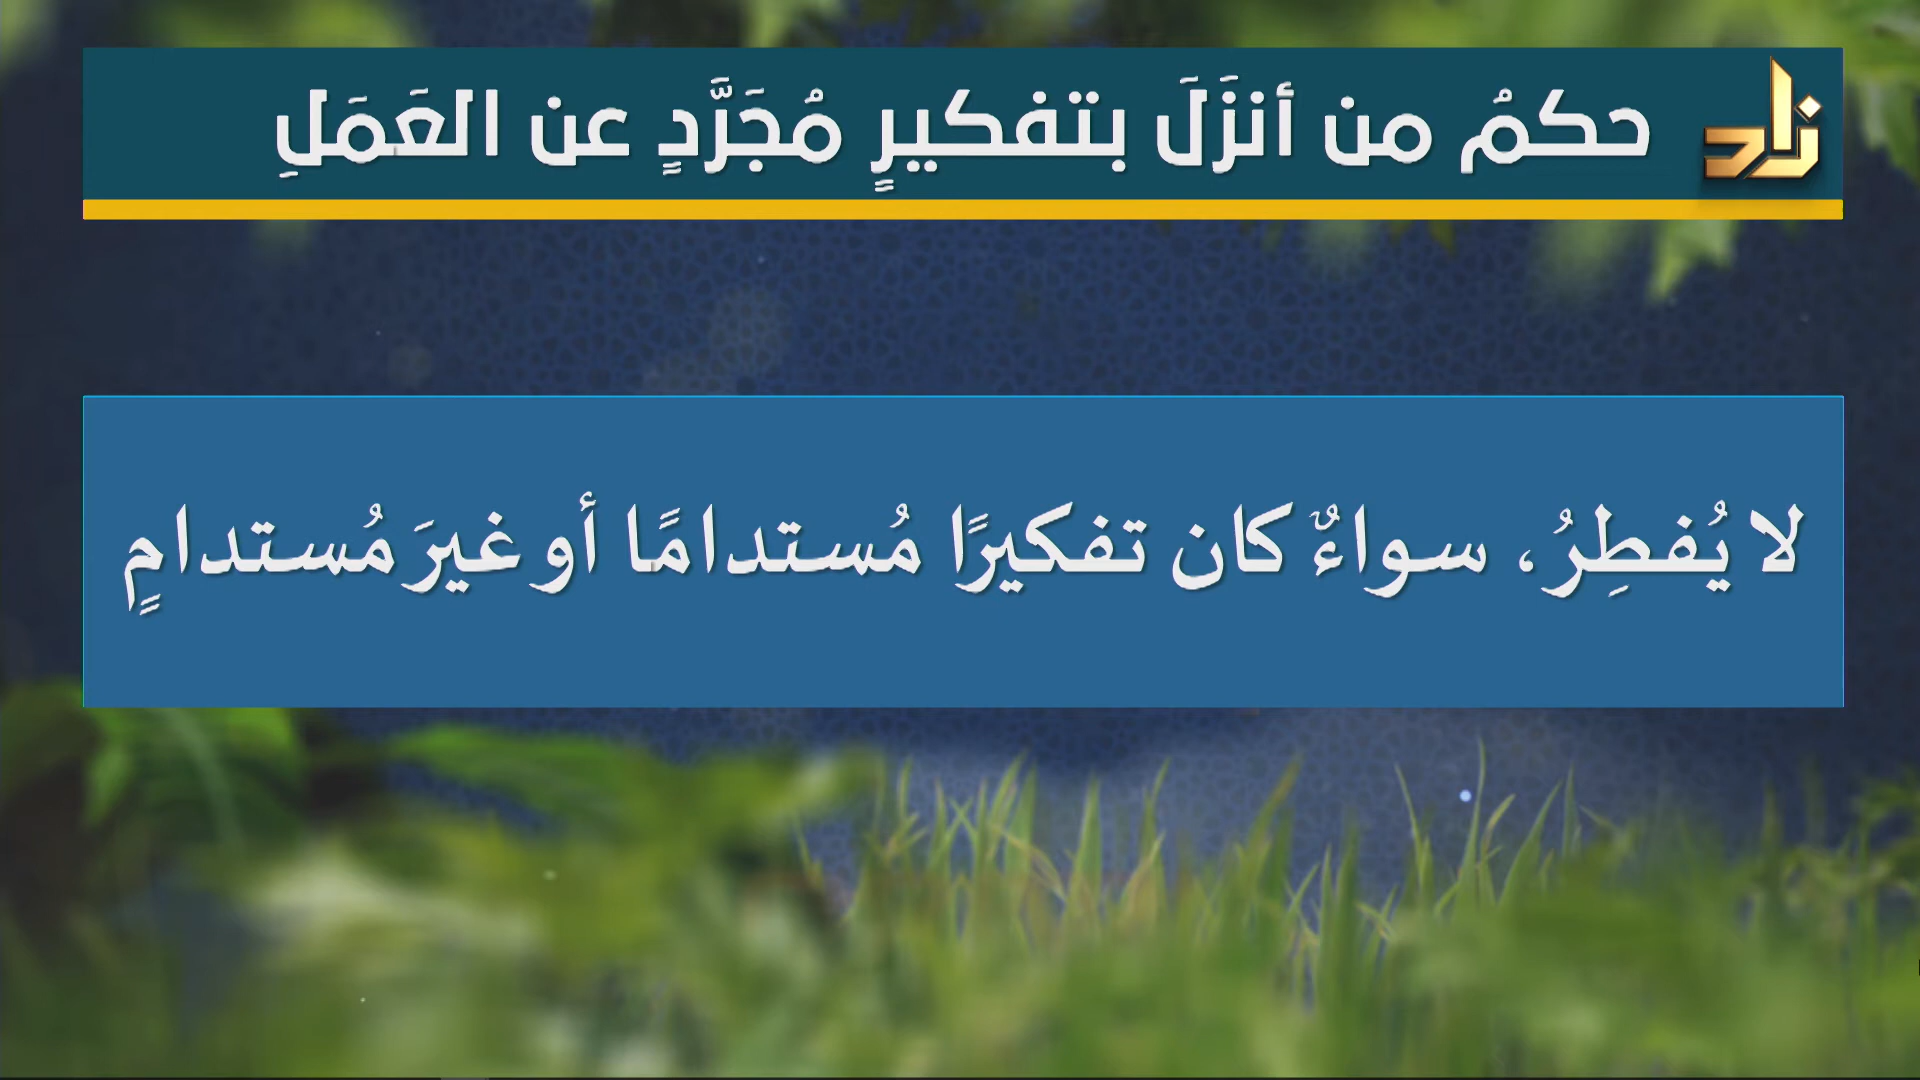 زاد
حكمُ من أنزَلَ بتفكيرٍ مُجَرَّدٍ عن العَمَلِ
لا يُفطِرُ، سواءٌ كان تفكيرًا مُستدامًا أو غيرَ مُستدامٍ